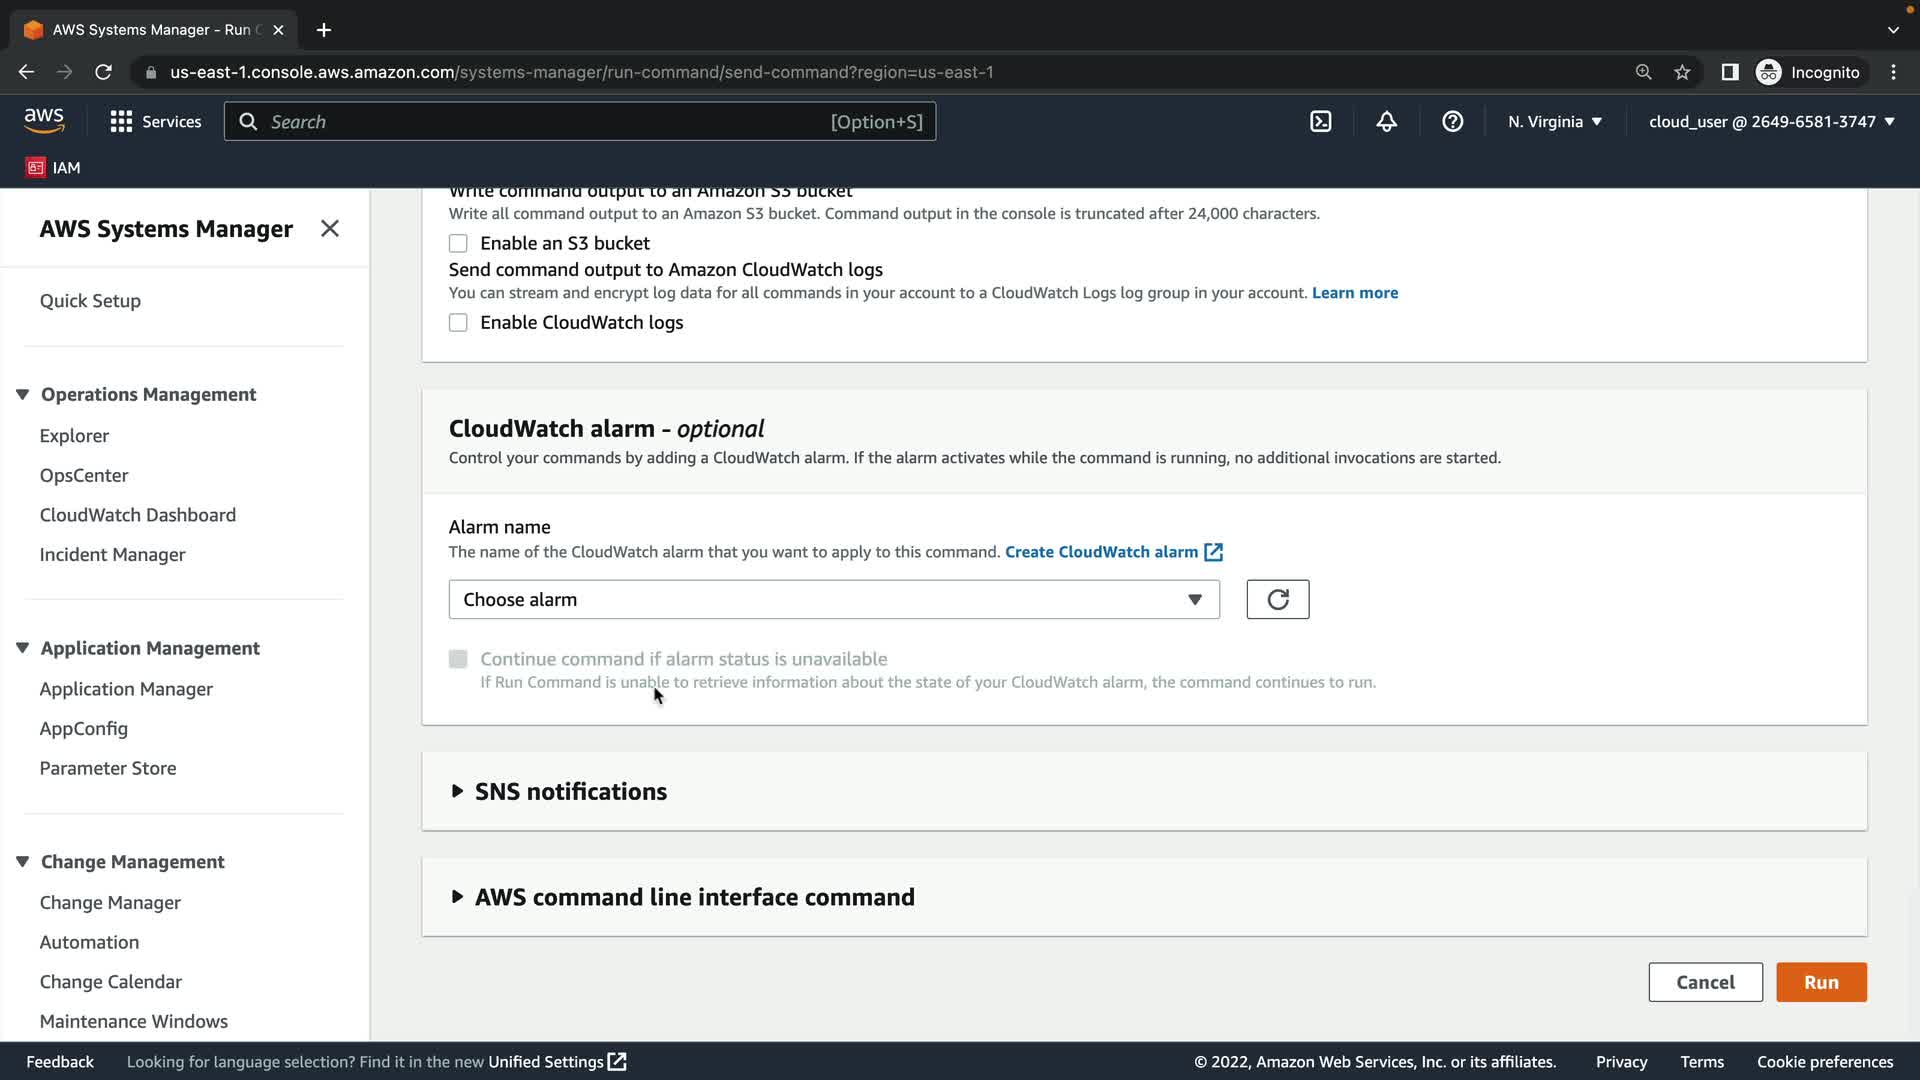 AWS Systems Manager - Run C
us-east-1.console.aws.amazon.com/systems-manager/run-command/send-command?region=us-east-1
Incognito
aws
Services
Search
[Option+S]
N. Virginia
cloud_user @ 2649-6581-3747
IAM
AWS Systems Manager
Quick Setup
Operations Management
Explorer
OpsCenter
CloudWatch Dashboard
Incident Manager
Application Management
Application Manager
AppConfig
Parameter Store
Change Management
Change Manager
Automation
Change Calendar
Maintenance Windows
Write command output to an Amazon S3 bucket
Write all command output to an Amazon S3 bucket. Command output in the console is truncated after 24,000 characters.
Enable an S3 bucket
Send command output to Amazon CloudWatch logs
You can stream and encrypt log data for all commands in your account to a CloudWatch Logs log group in your account. Learn more
Enable CloudWatch logs
CloudWatch alarm - optional
Control your commands by adding a CloudWatch alarm. If the alarm activates while the command is running, no additional invocations are started.
Alarm name
The name of the CloudWatch alarm that you want to apply to this command. Create CloudWatch alarm
Choose alarm
Continue command if alarm status is unavailable
If Run Command is unable to retrieve information about the state of your CloudWatch alarm, the command continues to run.
SNS notifications
AWS command line interface command
Cancel
Run
Feedback
Looking for language selection? Find it in the new Unified Settings
© 2022, Amazon Web Services, Inc. or its affiliates.
Privacy
Terms
Cookie preferences